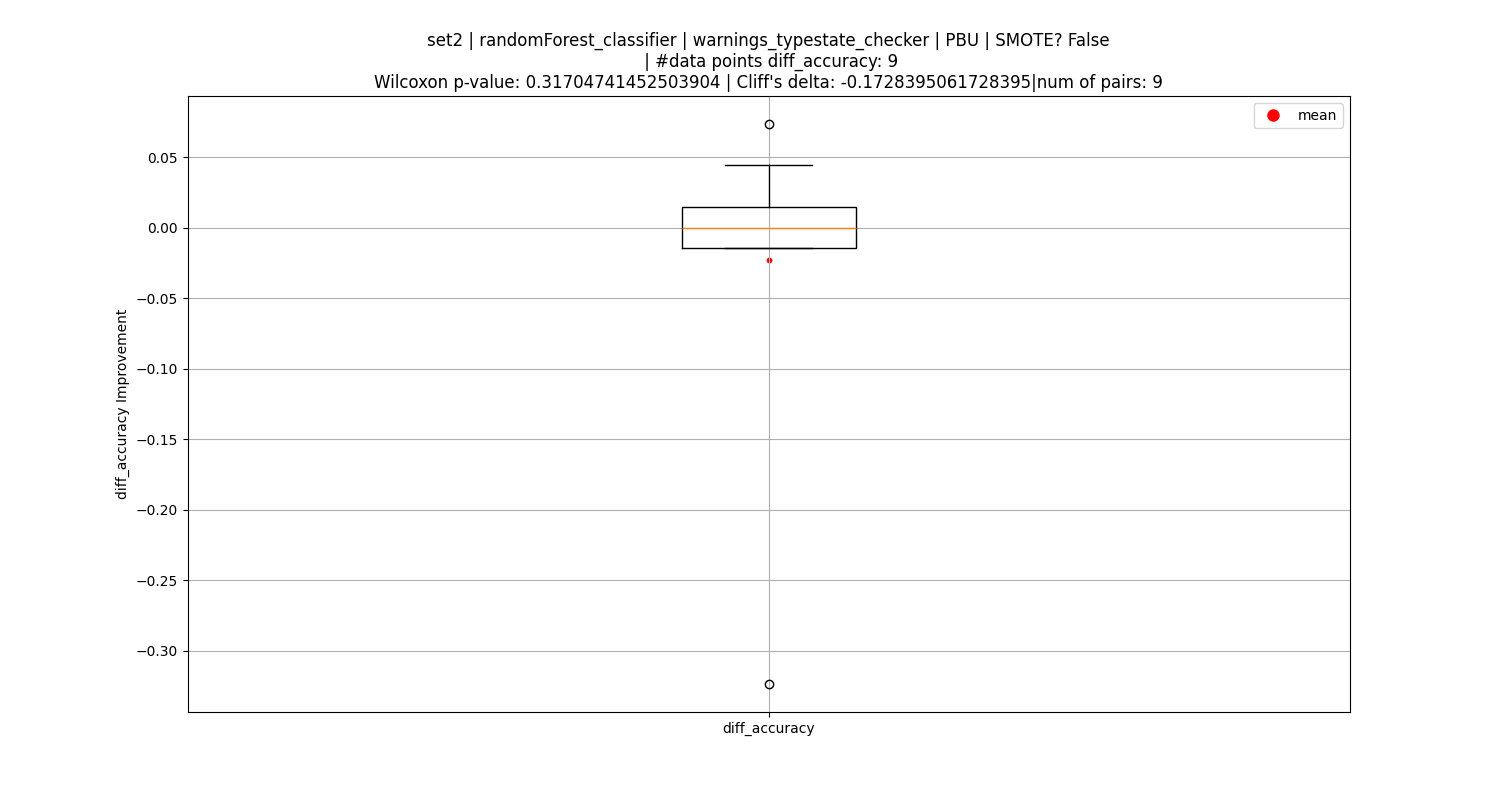 set2 | randomForest_classifier | warnings_typestate_checker | PBU | SMOTE? False
| #data points diff_accuracy: 9
Wilcoxon p-value: 0.31704741452503904 | Cliff's delta: -0.1728395061728395|num of pairs: 9
mean
0.05
0.00
−0.05
−0.10
−0.15
−0.20
−0.25
−0.30
diff_accuracy Improvement
diff_accuracy